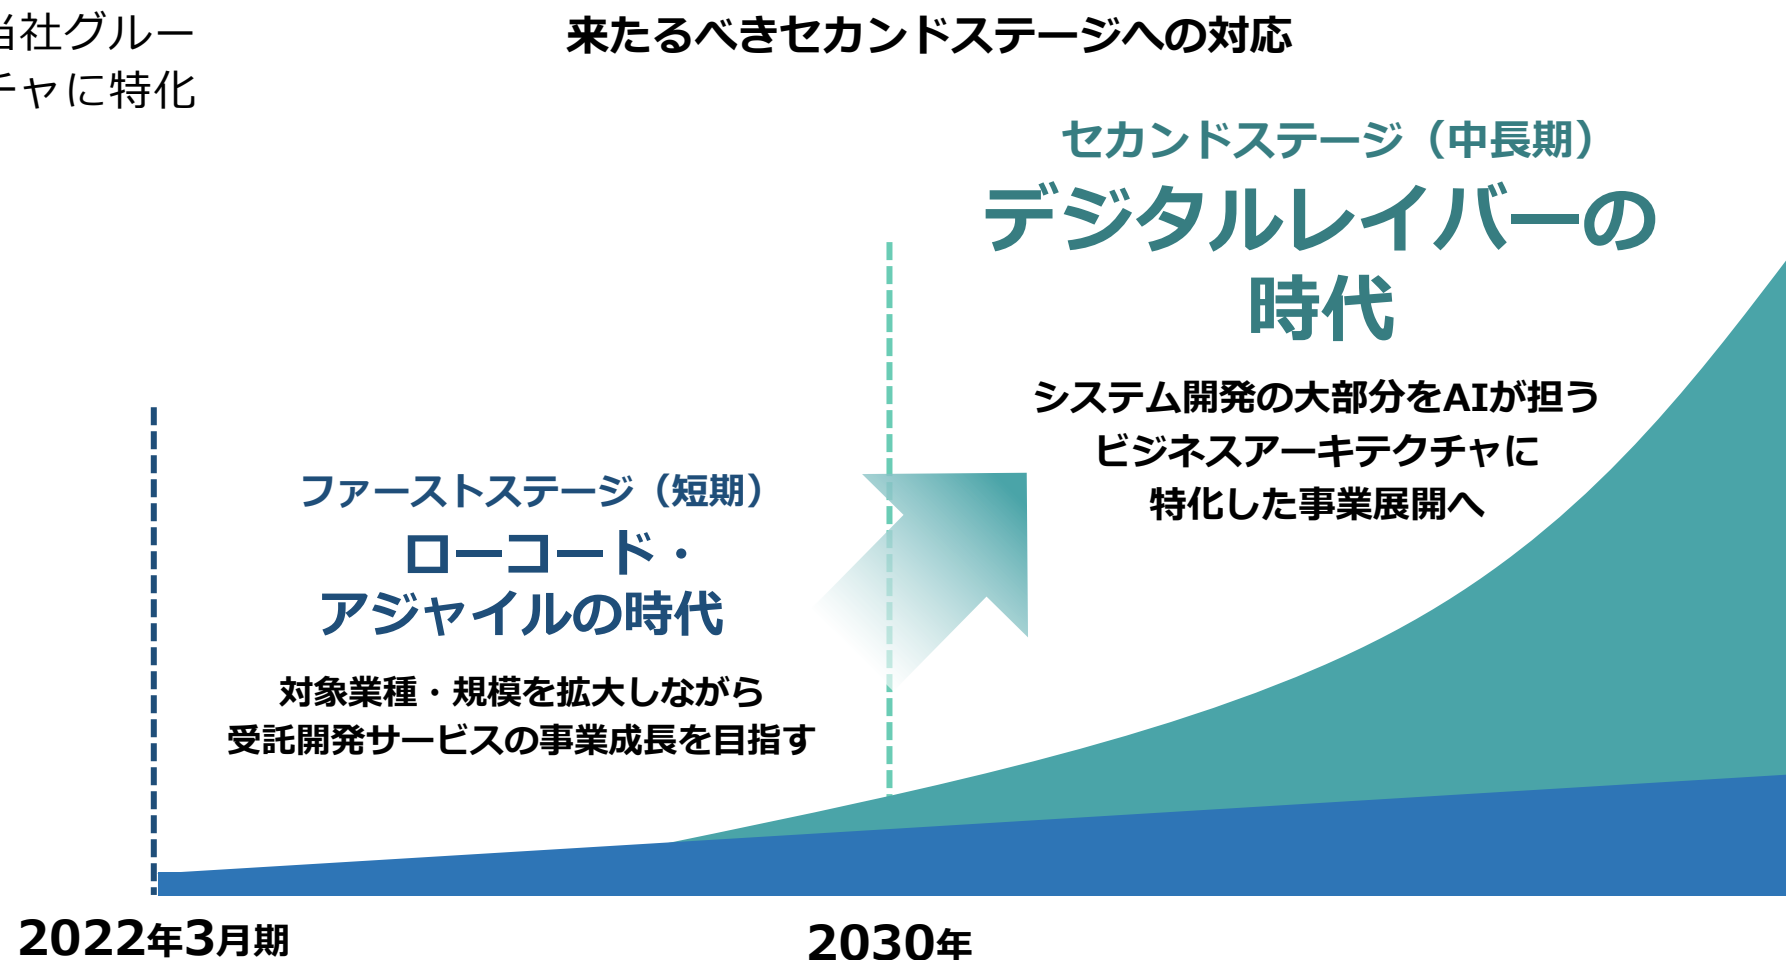 当社グルー
チャに特化
来たるべきセカンドステージへの対応
セカンドステージ（中長期）
デジタルレイバーの
時代
システム開発の大部分をAIが担う
ビジネスアーキテクチャに
特化した事業展開へ
ファーストステージ（短期）
ローコード・
アジャイルの時代
対象業種・規模を拡大しながら
受託開発サービスの事業成長を目指す
2022年3月期
2030年